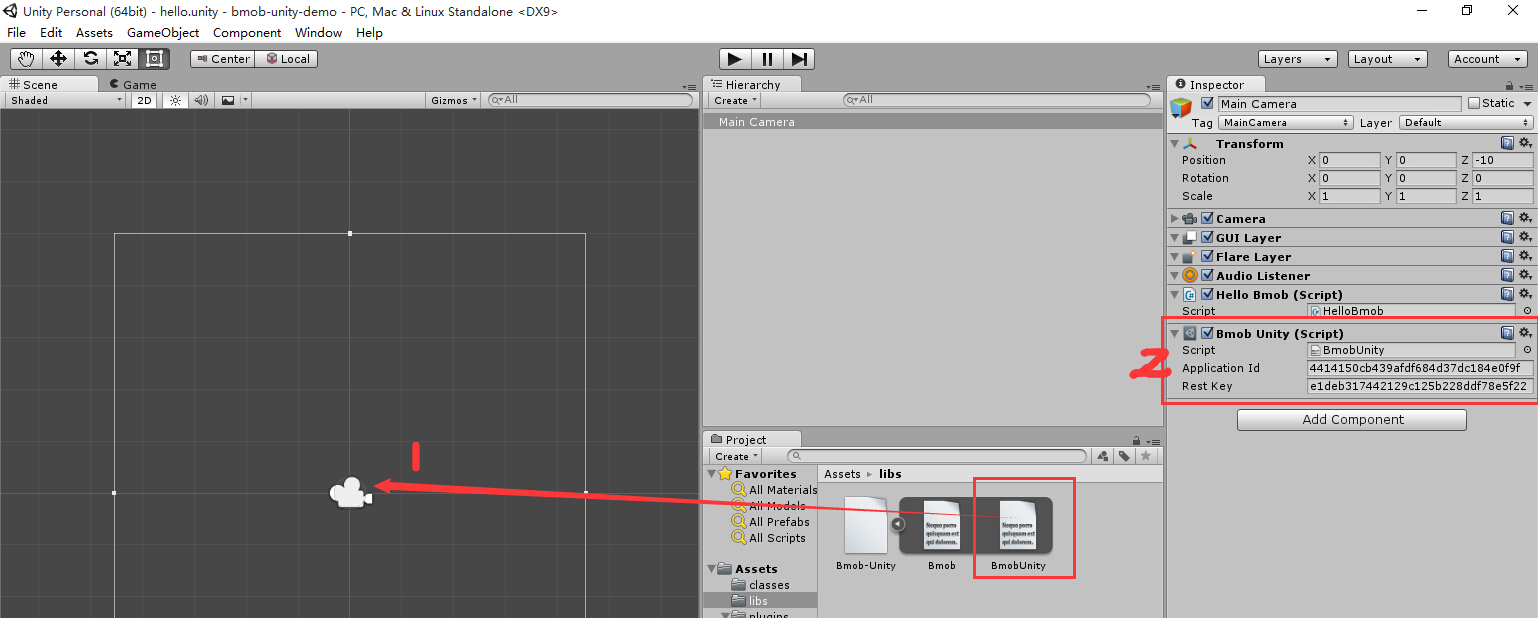 Unity Personal (64bit) - hello.unity - bmob-unity-demo - PC, Mac & Linux Standalone <DX9>
File Edit Assets GameObject Component Window Help
Center Local
Layers Layout Account
Scene Game
Shaded 2D Gizmos All
Hierarchy
Create All
Main Camera
Inspector
Main Camera Static
Tag MainCamera Layer Default
Transform
Position X 0 Y 0 Z -10
Rotation X 0 Y 0 Z 0
Scale X 1 Y 1 Z 1
Camera
GUI Layer
Flare Layer
Audio Listener
Hello Bmob (Script)
Script HelloBmob
Bmob Unity (Script)
Script BmobUnity
Application Id 4414150cb439afdf684d37dc184e0f9f
Rest Key e1deb317442129c125b228ddf78e5f22
Add Component
1
2
Project
Create
Favorites
All Materials
All Models
All Prefabs
All Scripts
Assets
classes
libs
plugins
Assets libs
Neque porro
quisquam est
qui dolorem.
Neque porro
quisquam est
qui dolorem.
Bmob-Unity Bmob BmobUnity